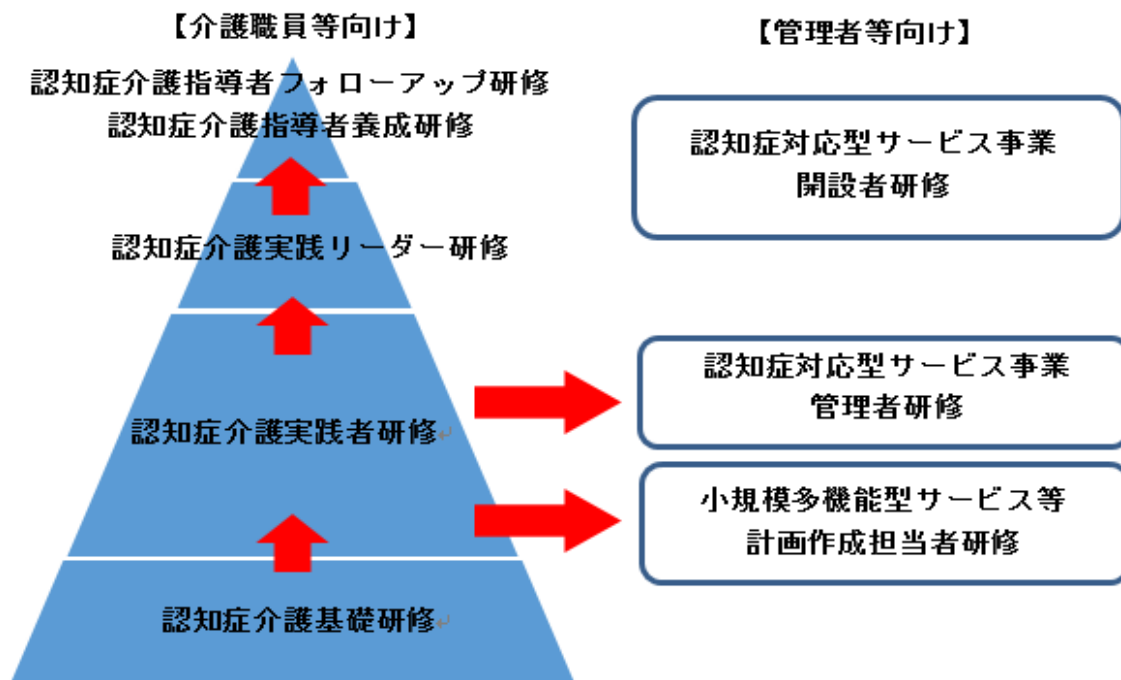 【介護職員等向け】
認知症介護指導者フォローアップ研修
認知症介護指導者養成研修
認知症介護実践リーダー研修
認知症介護実践者研修↵
認知症介護基礎研修↵
【管理者等向け】
認知症対応型サービス事業
開設者研修
認知症対応型サービス事業
管理者研修
小規模多機能型サービス等
計画作成担当者研修